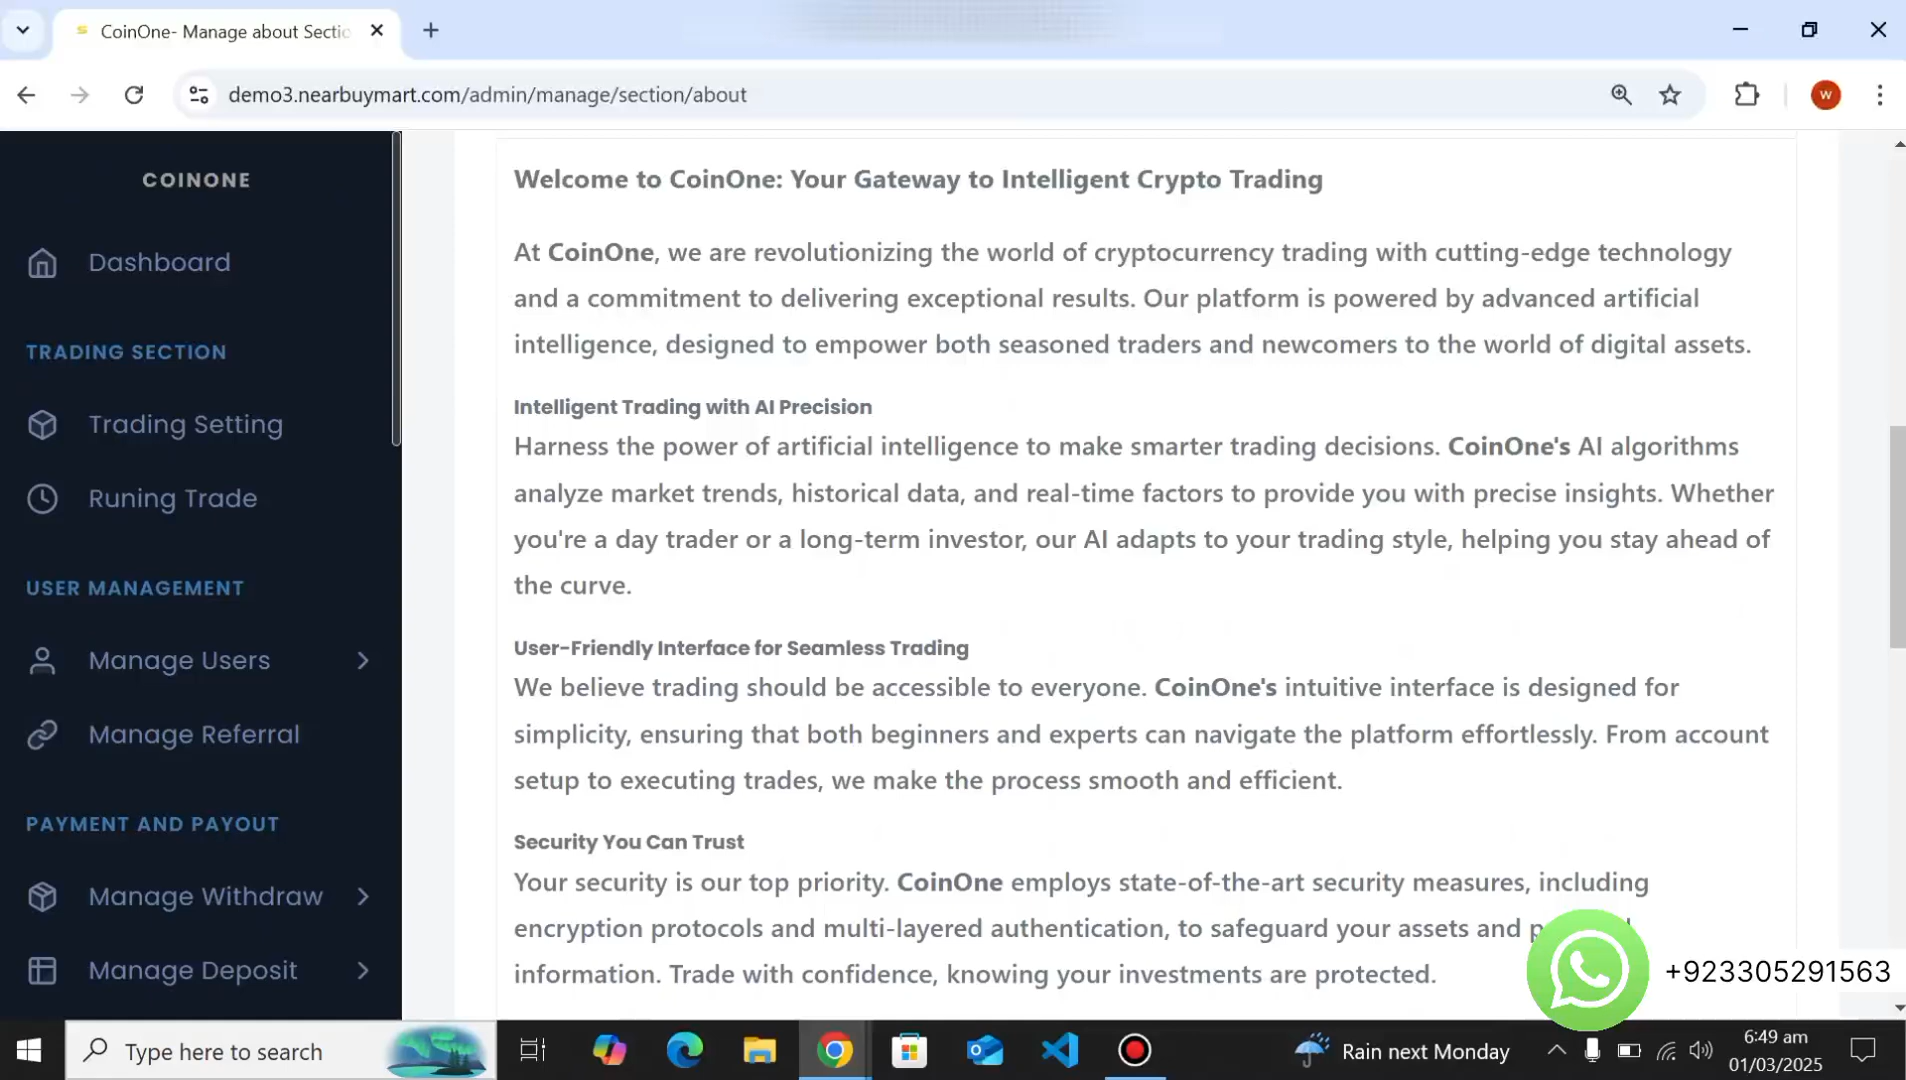 CoinOne- Manage about Sectio
demo3.nearbuymart.com/admin/manage/section/about
W
COINONE
Dashboard
TRADING SECTION
Trading Setting
Runing Trade
USER MANAGEMENT
Manage Users
Manage Referral
PAYMENT AND PAYOUT
Manage Withdraw
Manage Deposit
Welcome to CoinOne: Your Gateway to Intelligent Crypto Trading
At CoinOne, we are revolutionizing the world of cryptocurrency trading with cutting-edge technology
and a commitment to delivering exceptional results. Our platform is powered by advanced artificial
intelligence, designed to empower both seasoned traders and newcomers to the world of digital assets.
Intelligent Trading with AI Precision
Harness the power of artificial intelligence to make smarter trading decisions. CoinOne's AI algorithms
analyze market trends, historical data, and real-time factors to provide you with precise insights. Whether
you're a day trader or a long-term investor, our AI adapts to your trading style, helping you stay ahead of
the curve.
User-Friendly Interface for Seamless Trading
We believe trading should be accessible to everyone. CoinOne's intuitive interface is designed for
simplicity, ensuring that both beginners and experts can navigate the platform effortlessly. From account
setup to executing trades, we make the process smooth and efficient.
Security You Can Trust
Your security is our top priority. CoinOne employs state-of-the-art security measures, including
encryption protocols and multi-layered authentication, to safeguard your assets and
information. Trade with confidence, knowing your investments are protected.
+923305291563
Type here to search
Rain next Monday
6:49 am
01/03/2025